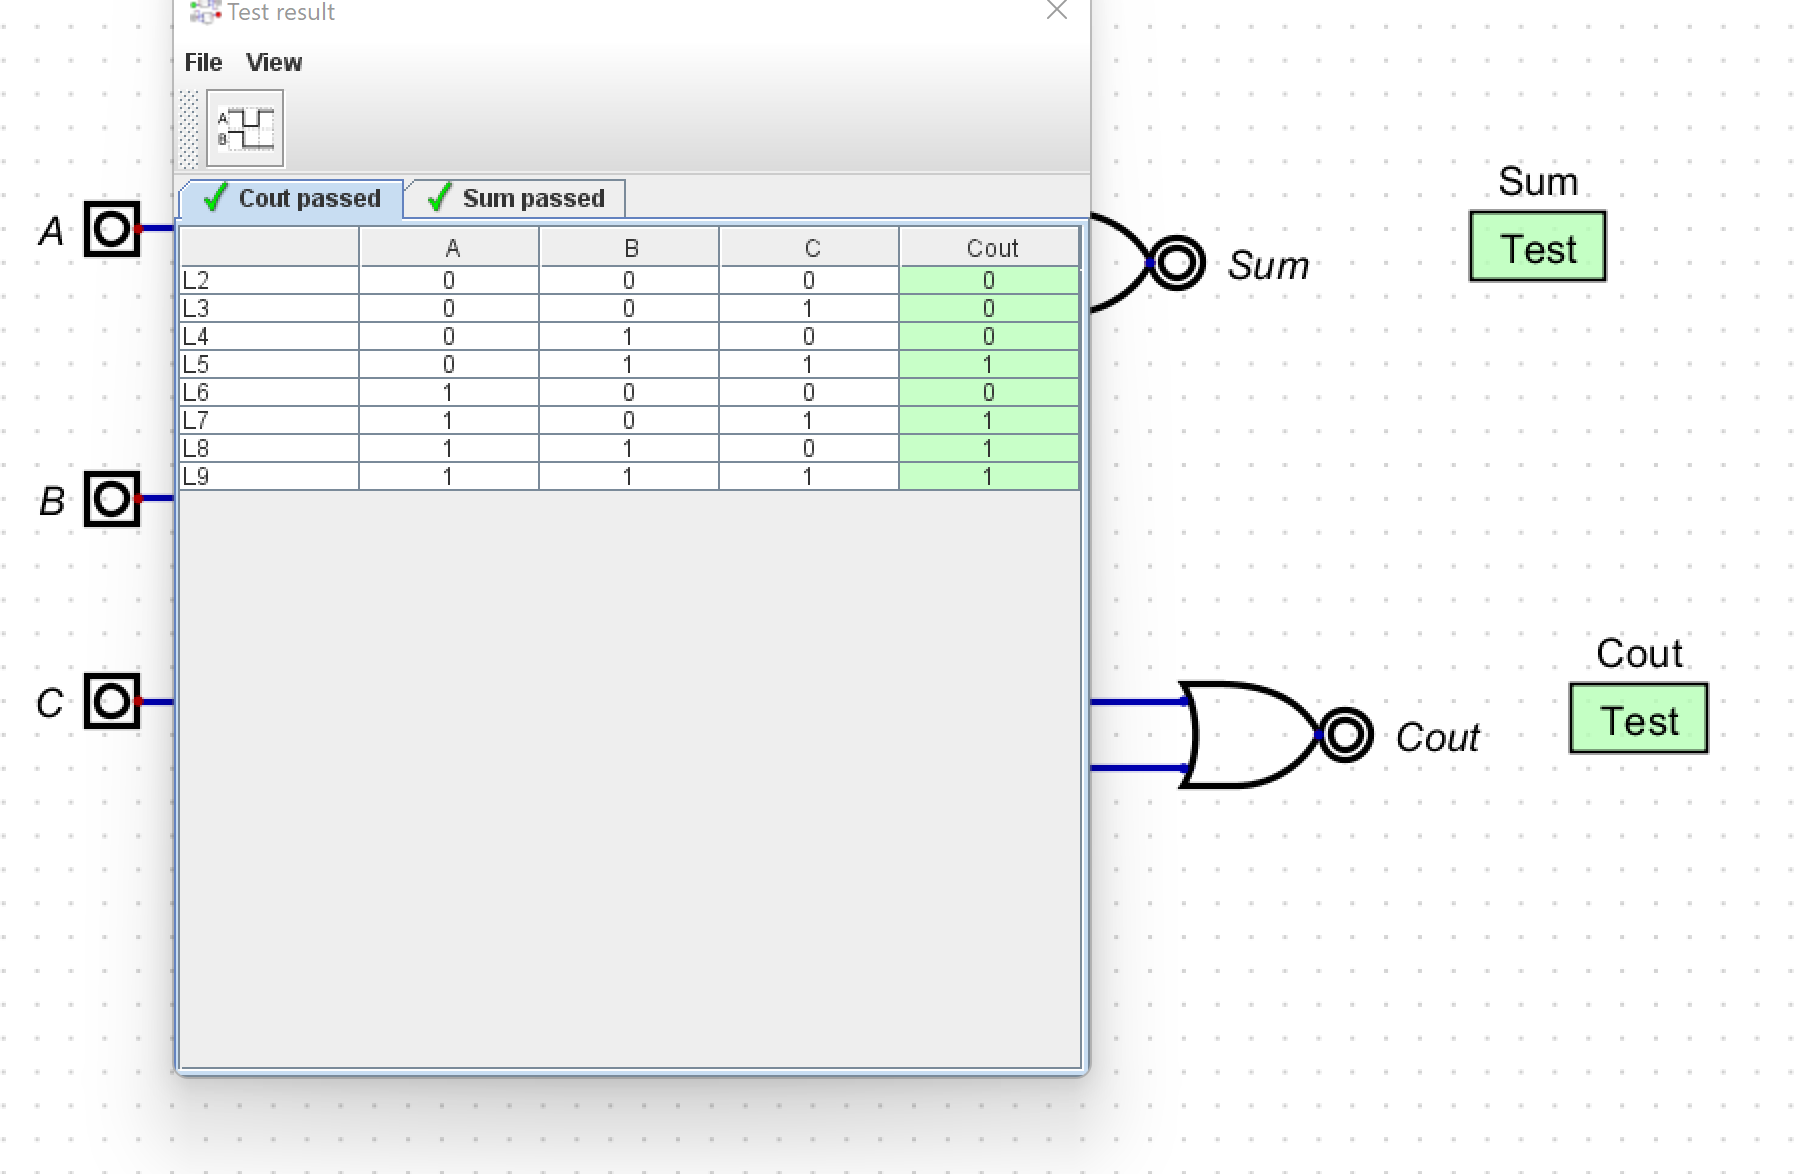 Test result
File View
A
B
Cout passed Sum passed
A B C Cout
L2 0 0 0 0
L3 0 0 1 0
L4 0 1 0 0
L5 0 1 1 1
L6 1 0 0 0
L7 1 0 1 1
L8 1 1 0 1
L9 1 1 1 1
A
B
C
Sum
Sum
Test
Cout
Cout
Test